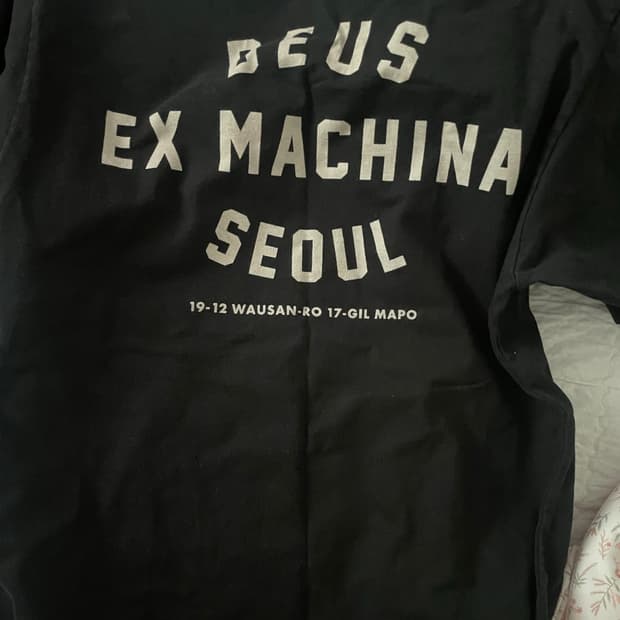 DEUS
EX MACHINA
SEOUL
19-12 WAUSAN-RO 17-GIL MAPO